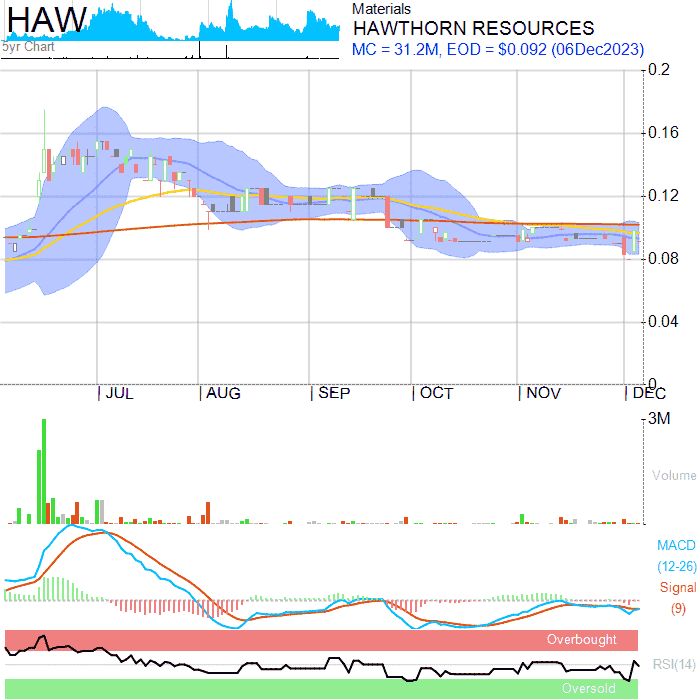 HAW
5yr Chart
Materials
HAWTHORN RESOURCES
MC = 31.2M, EOD = $0.092 (06Dec2023)
0.2
0.16
0.12
0.08
0.04
0
JUL AUG SEP OCT NOV DEC
3M
Volume
MACD
(12-26)
Signal
(9)
Overbought
RSI(14)
Oversold